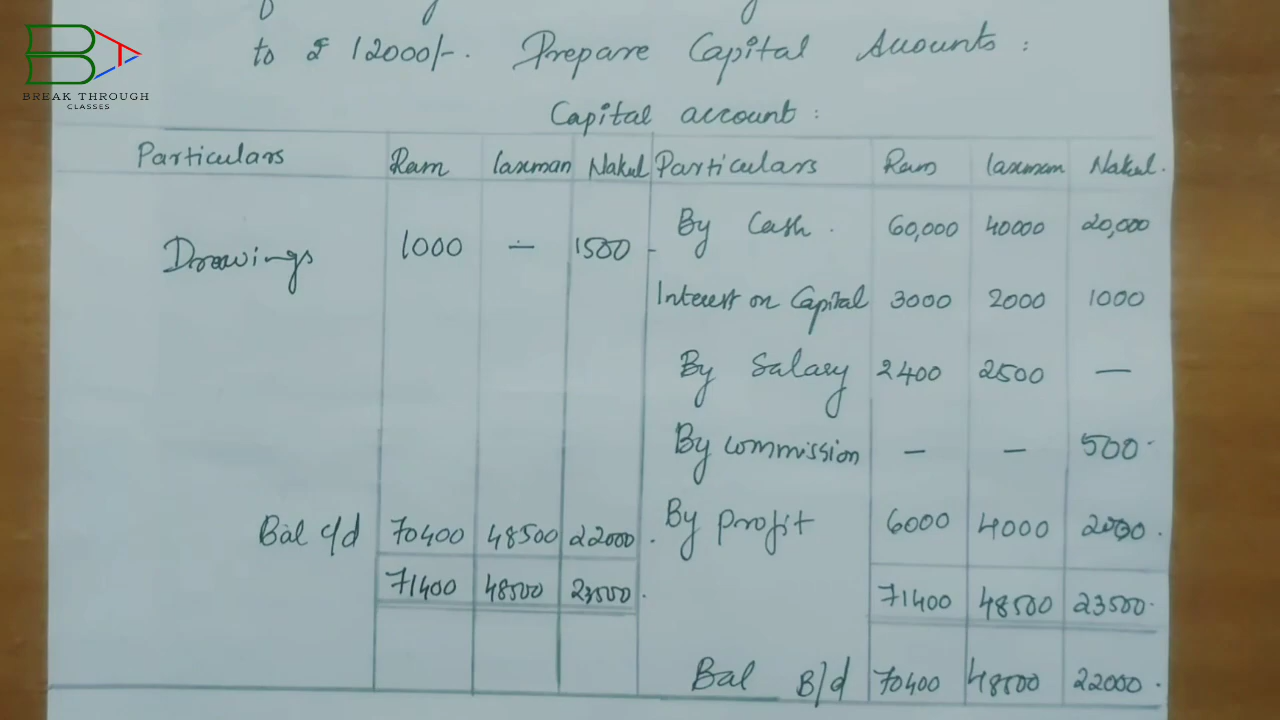 BREAK THROUGH
CLASSES
to ₹ 12000/-. Prepare Capital Accounts :
Capital account :
Particulars Ram laxman Nakul Particulars Ram laxmam Nakul.
By Cash . 60,000 40000 20,000
Drawings 1000 - 1500
Interest on Capital 3000 2000 1000
By Salary 2400 2500 —
By commission — — 500
Bal c/d 70400 48500 22000 . By profit 6000 4000 2000 .
71400 48500 23500 . 71400 48500 23500.
Bal B/d 70400 48500 22000 .